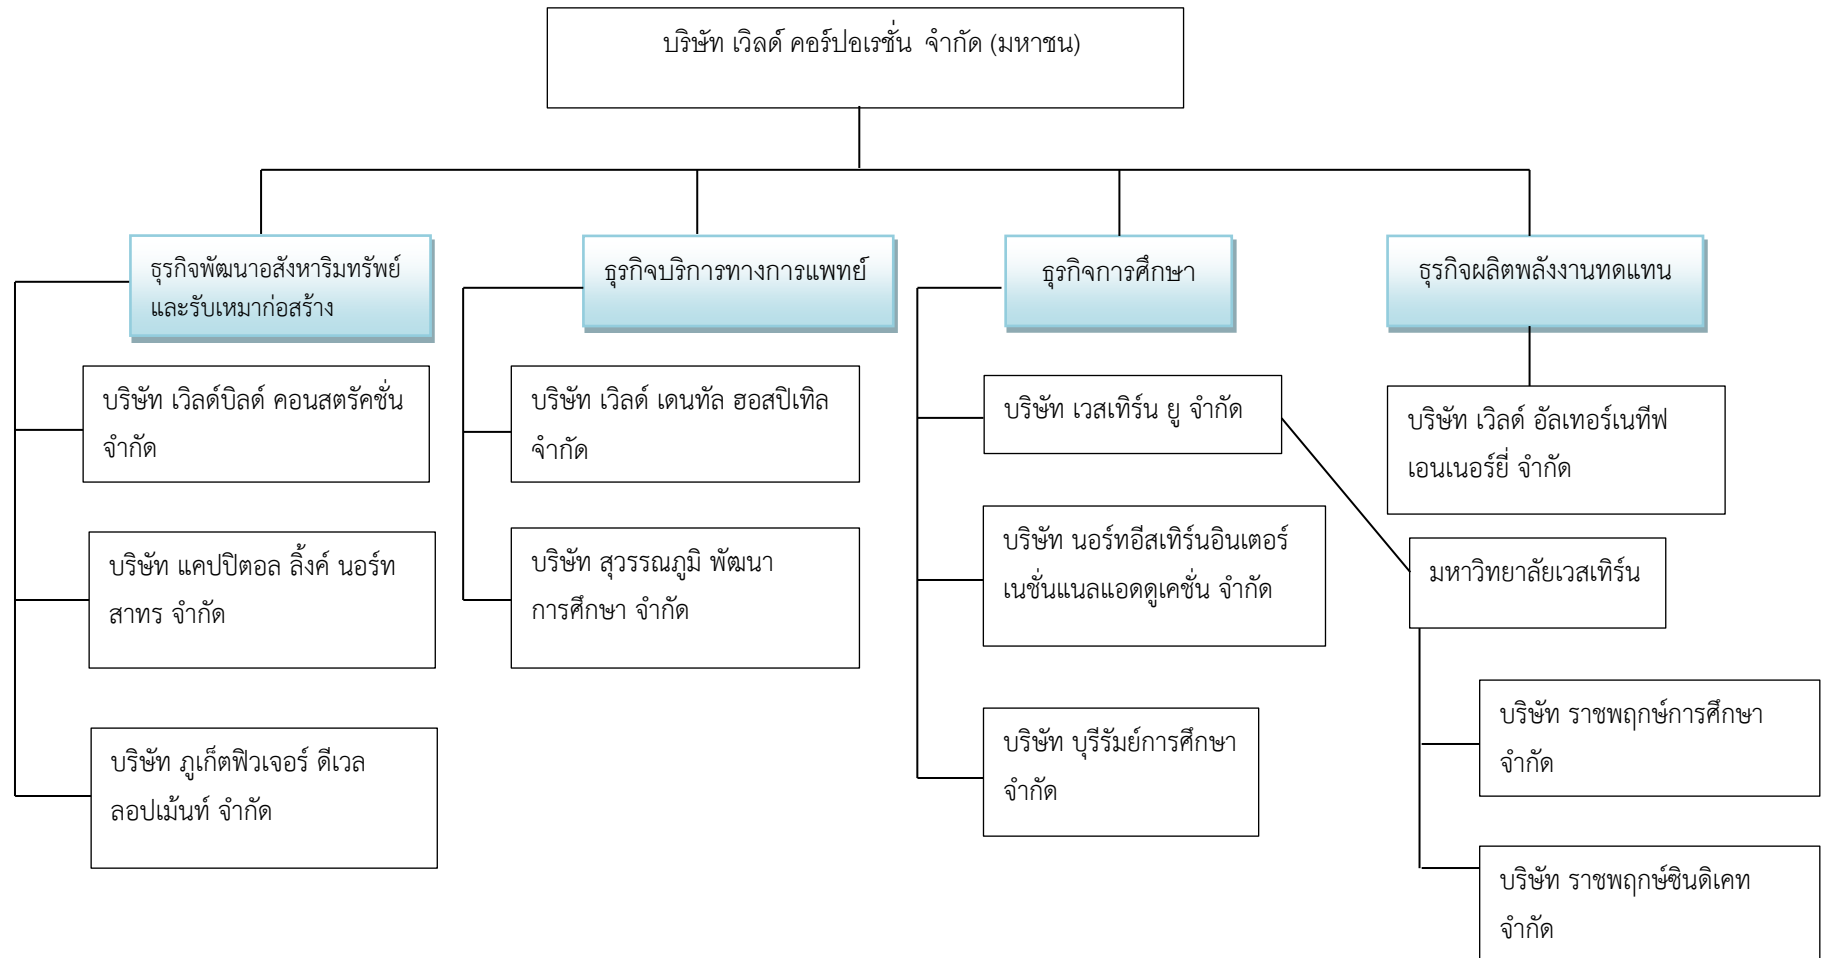 บริษัท เวิลด์ คอร์ปอเรชั่น จำกัด (มหาชน)
ธุรกิจพัฒนาอสังหาริมทรัพย์
และรับเหมาก่อสร้าง
บริษัท เวิลด์บิลด์ คอนสตรัคชั่น
จำกัด
บริษัท แคปปิตอล ลิ้งค์ นอร์ท
สาทร จำกัด
บริษัท ภูเก็ตฟิวเจอร์ ดีเวล
ลอปเม้นท์ จำกัด
ธุรกิจบริการทางการแพทย์
บริษัท เวิลด์ เดนทัล ฮอสปิเทิล
จำกัด
บริษัท สุวรรณภูมิ พัฒนา
การศึกษา จำกัด
ธุรกิจการศึกษา
บริษัท เวสเทิร์น ยู จำกัด
บริษัท นอร์ทอีสเทิร์นอินเตอร์
เนชั่นแนลแอดดูเคชั่น จำกัด
บริษัท บุรีรัมย์การศึกษา
จำกัด
ธุรกิจผลิตพลังงานทดแทน
บริษัท เวิลด์ อัลเทอร์เนทีฟ
เอนเนอร์ยี่ จำกัด
มหาวิทยาลัยเวสเทิร์น
บริษัท ราชพฤกษ์การศึกษา
จำกัด
บริษัท ราชพฤกษ์ซินดิเคท
จำกัด